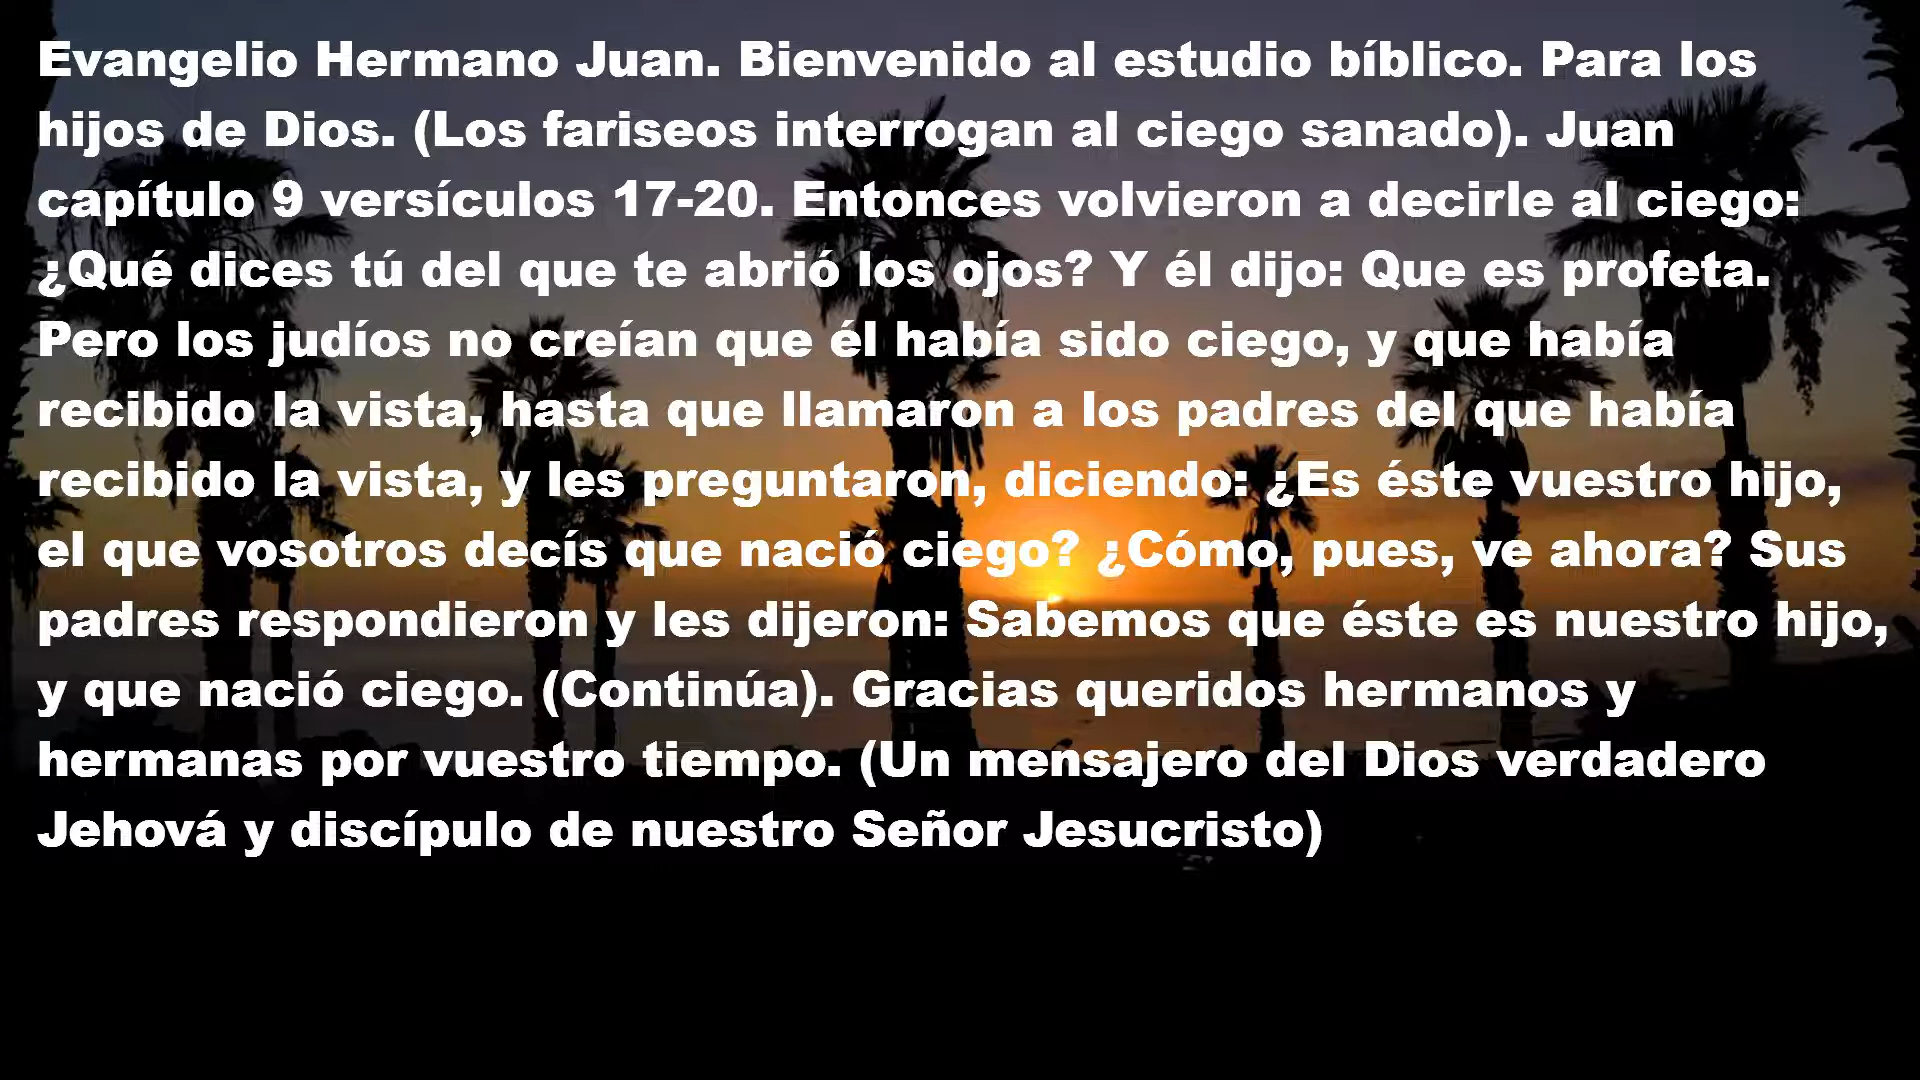 Evangelio Hermano Juan. Bienvenido al estudio bíblico. Para los
hijos de Dios. (Los fariseos interrogan al ciego sanado). Juan
capítulo 9 versículos 17-20. Entonces volvieron a decirle al ciego:
¿Qué dices tú del que te abrió los ojos? Y él dijo: Que es profeta.
Pero los judíos no creían que él había sido ciego, y que había
recibido la vista, hasta que llamaron a los padres del que había
recibido la vista, y les preguntaron, diciendo: ¿Es éste vuestro hijo,
el que vosotros decís que nació ciego? ¿Cómo, pues, ve ahora? Sus
padres respondieron y les dijeron: Sabemos que éste es nuestro hijo,
y que nació ciego. (Continúa). Gracias queridos hermanos y
hermanas por vuestro tiempo. (Un mensajero del Dios verdadero
Jehová y discípulo de nuestro Señor Jesucristo)